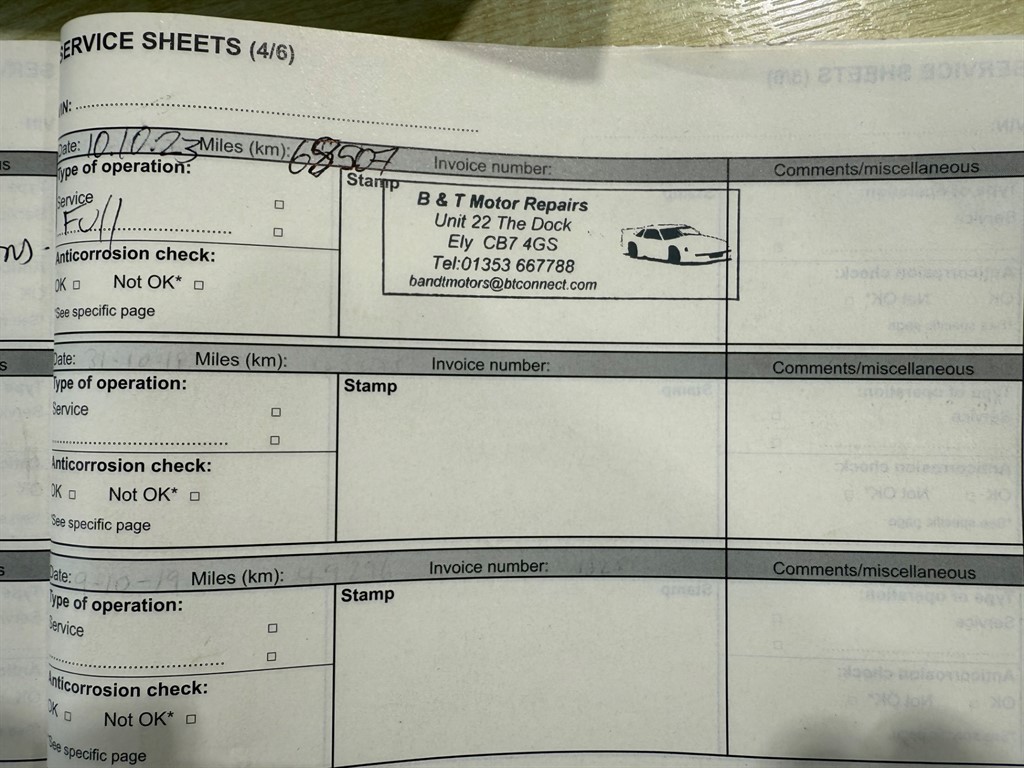 SERVICE SHEETS (4/6)
VIN:
Date: 10.10.23 Miles (km): Invoice number: Comments/miscellaneous
Type of operation:
Service
Full
Anticorrosion check:
OK Not OK*
*See specific page
Stamp
B & T Motor Repairs
Unit 22 The Dock
Ely CB7 4GS
Tel:01353 667788
bandtmotors@btconnect.com
Date: Miles (km): Invoice number: Comments/miscellaneous
Type of operation:
Service
Anticorrosion check:
OK Not OK*
*See specific page
Stamp
Date: Miles (km): Invoice number: Comments/miscellaneous
Type of operation:
Service
Anticorrosion check:
OK Not OK*
*See specific page
Stamp